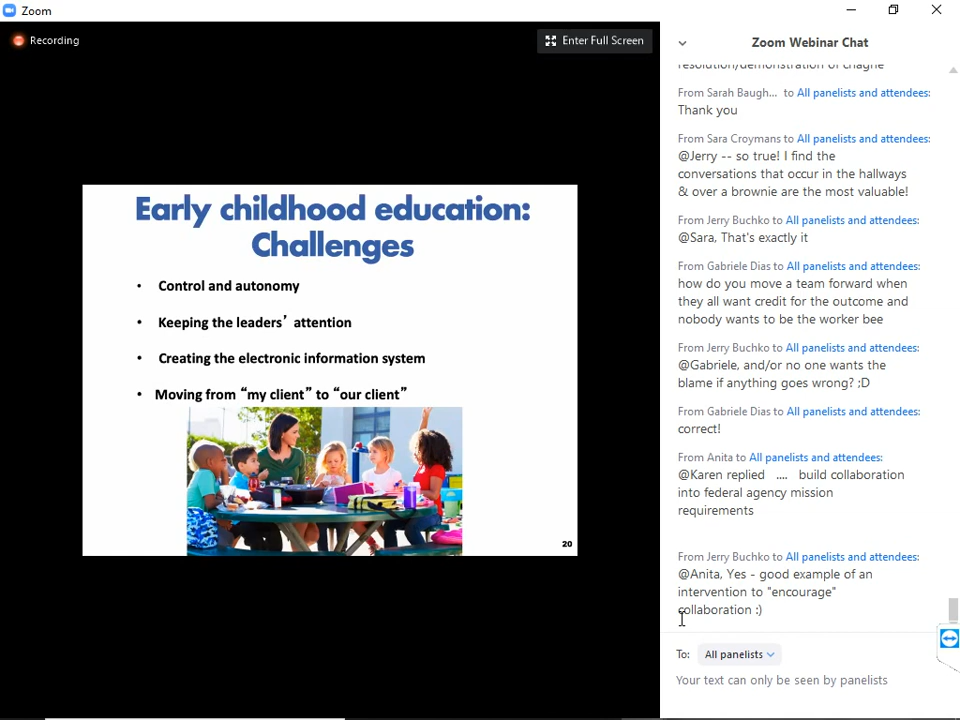 Zoom
Recording
Enter Full Screen
Early childhood education:
Challenges
• Control and autonomy
• Keeping the leaders’ attention
• Creating the electronic information system
• Moving from “my client” to “our client”
20
Zoom Webinar Chat
resolution/demonstration of chagne
From Sarah Baugh... to All panelists and attendees:
Thank you
From Sara Croymans to All panelists and attendees:
@Jerry -- so true! I find the
conversations that occur in the hallways
& over a brownie are the most valuable!
From Jerry Buchko to All panelists and attendees:
@Sara, That's exactly it
From Gabriele Dias to All panelists and attendees:
how do you move a team forward when
they all want credit for the outcome and
nobody wants to be the worker bee
From Jerry Buchko to All panelists and attendees:
@Gabriele, and/or no one wants the
blame if anything goes wrong? ;D
From Gabriele Dias to All panelists and attendees:
correct!
From Anita to All panelists and attendees:
@Karen replied .... build collaboration
into federal agency mission
requirements
From Jerry Buchko to All panelists and attendees:
@Anita, Yes - good example of an
intervention to "encourage"
collaboration :)
To: All panelists
Your text can only be seen by panelists